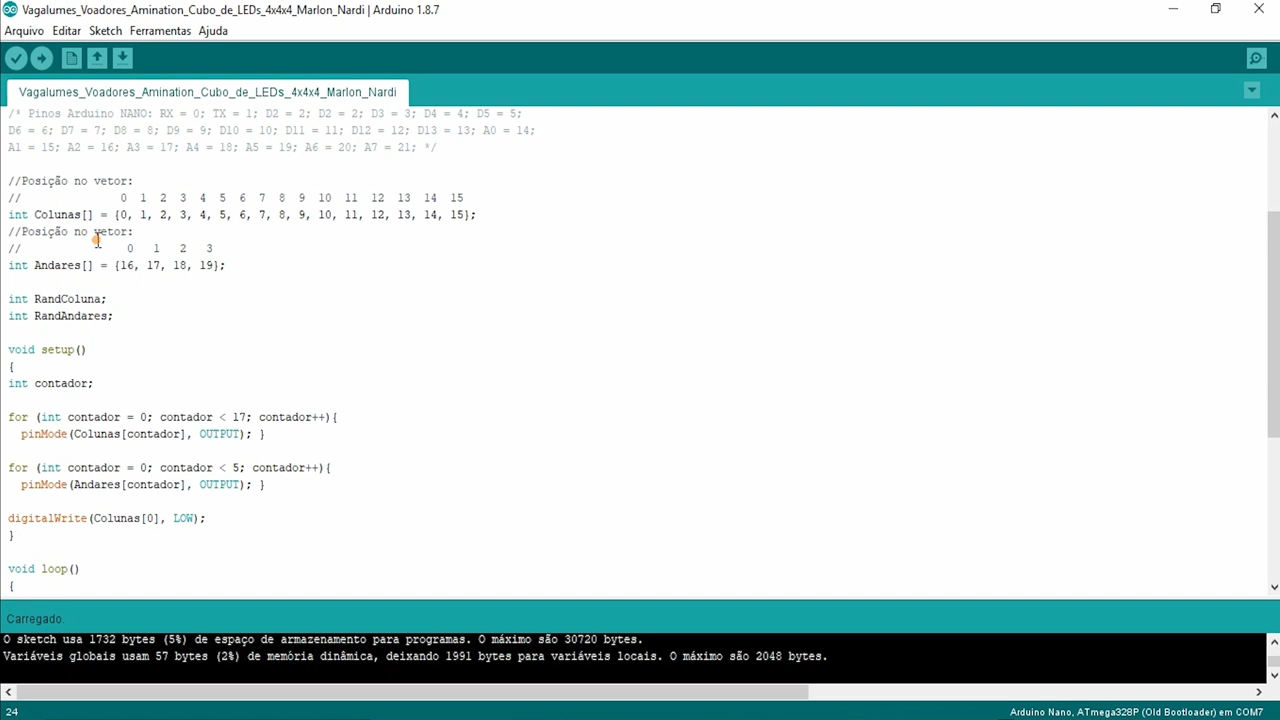 Vagalumes_Voadores_Amination_Cubo_de_LEDs_4x4x4_Marlon_Nardi | Arduino 1.8.7
Arquivo Editar Sketch Ferramentas Ajuda
Vagalumes_Voadores_Amination_Cubo_de_LEDs_4x4x4_Marlon_Nardi
/* Pinos Arduino NANO: RX = 0; TX = 1; D2 = 2; D2 = 2; D3 = 3; D4 = 4; D5 = 5;
D6 = 6; D7 = 7; D8 = 8; D9 = 9; D10 = 10; D11 = 11; D12 = 12; D13 = 13; A0 = 14;
A1 = 15; A2 = 16; A3 = 17; A4 = 18; A5 = 19; A6 = 20; A7 = 21; */
//Posição no vetor:
// 0 1 2 3 4 5 6 7 8 9 10 11 12 13 14 15
int Colunas[] = {0, 1, 2, 3, 4, 5, 6, 7, 8, 9, 10, 11, 12, 13, 14, 15};
//Posição no vetor:
// 0 1 2 3
int Andares[] = {16, 17, 18, 19};
int RandColuna;
int RandAndares;
void setup()
{
int contador;
for (int contador = 0; contador < 17; contador++){
pinMode(Colunas[contador], OUTPUT); }
for (int contador = 0; contador < 5; contador++){
pinMode(Andares[contador], OUTPUT); }
digitalWrite(Colunas[0], LOW);
}
void loop()
{
Carregado.
O sketch usa 1732 bytes (5%) de espaço de armazenamento para programas. O máximo são 30720 bytes.
Variáveis globais usam 57 bytes (2%) de memória dinâmica, deixando 1991 bytes para variáveis locais. O máximo são 2048 bytes.
24 Arduino Nano, ATmega328P (Old Bootloader) em COM7